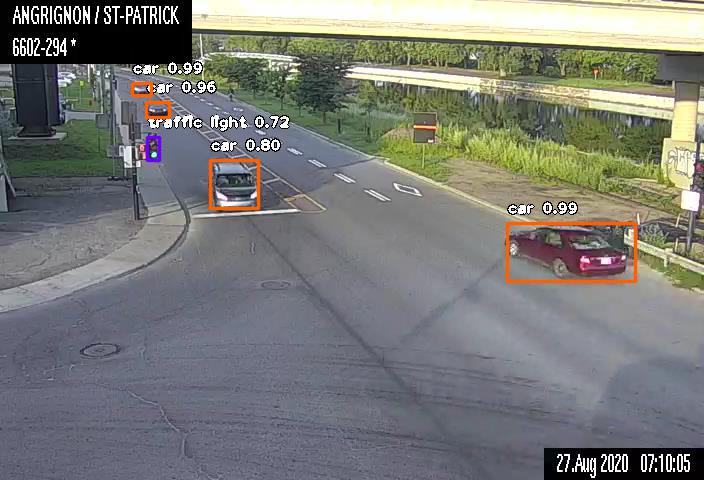 ANGRIGNON / ST-PATRICK
6602-294 *
car 0.99
car 0.96
traffic light 0.72
car 0.80
car 0.99
27.Aug 2020 07:10:05